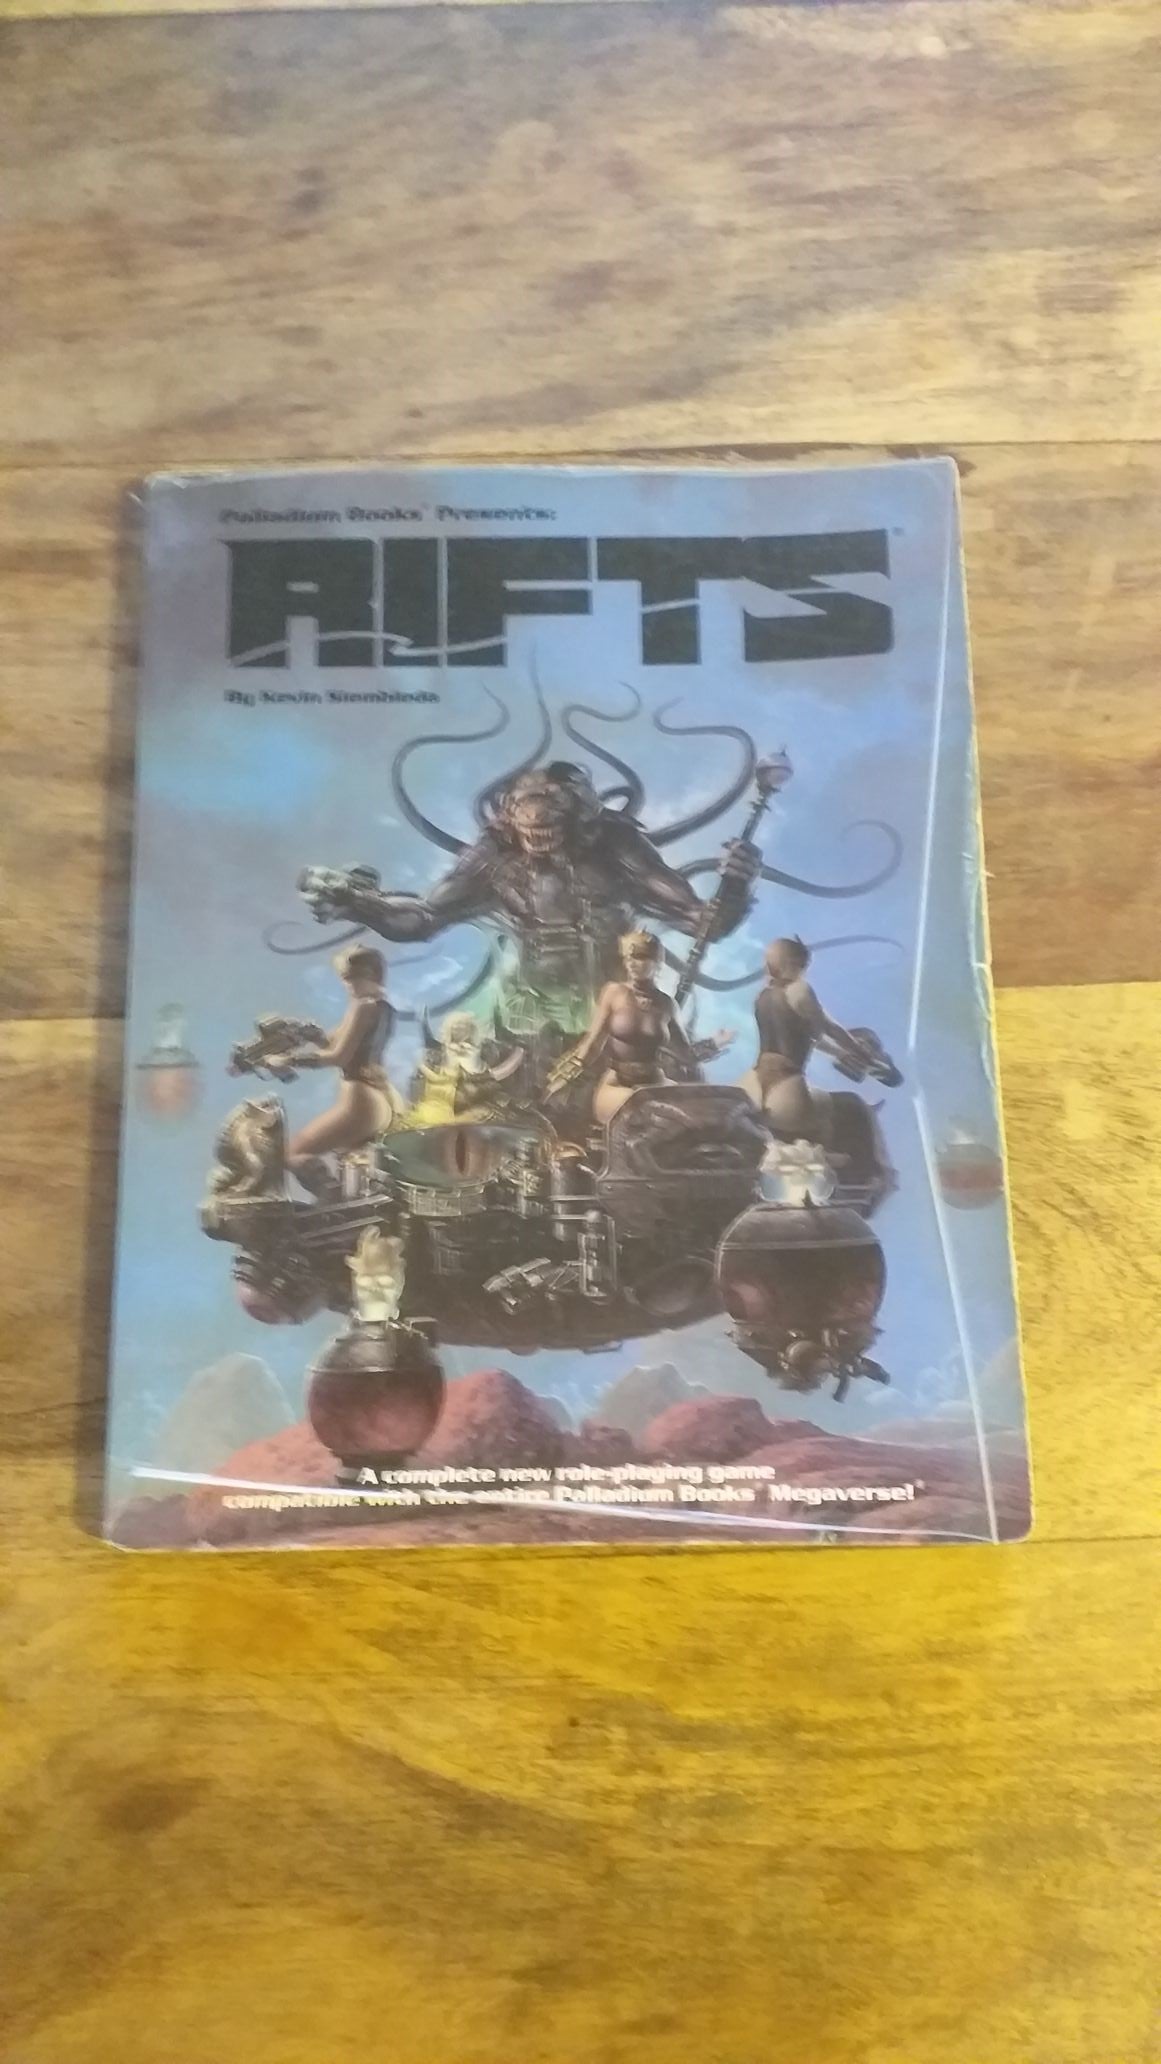 Palladium Books® Presents:
RIFTS®
By Kevin Siembieda
A complete new role-playing game
compatible with the entire Palladium Books® Megaverse!®